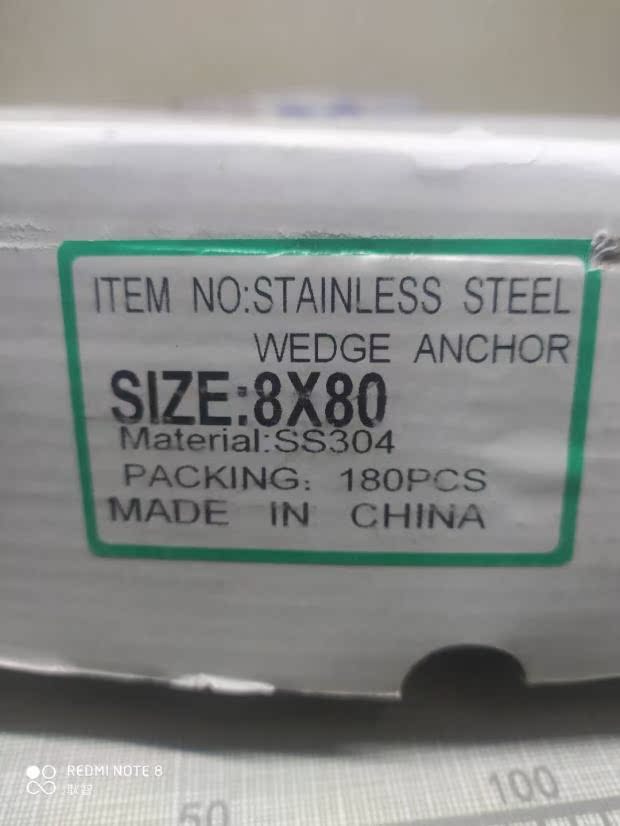 ITEM NO:STAINLESS STEEL
WEDGE ANCHOR
SIZE:8X80
Material:SS304
PACKING: 180PCS
MADE IN CHINA
REDMI NOTE 8
50
100